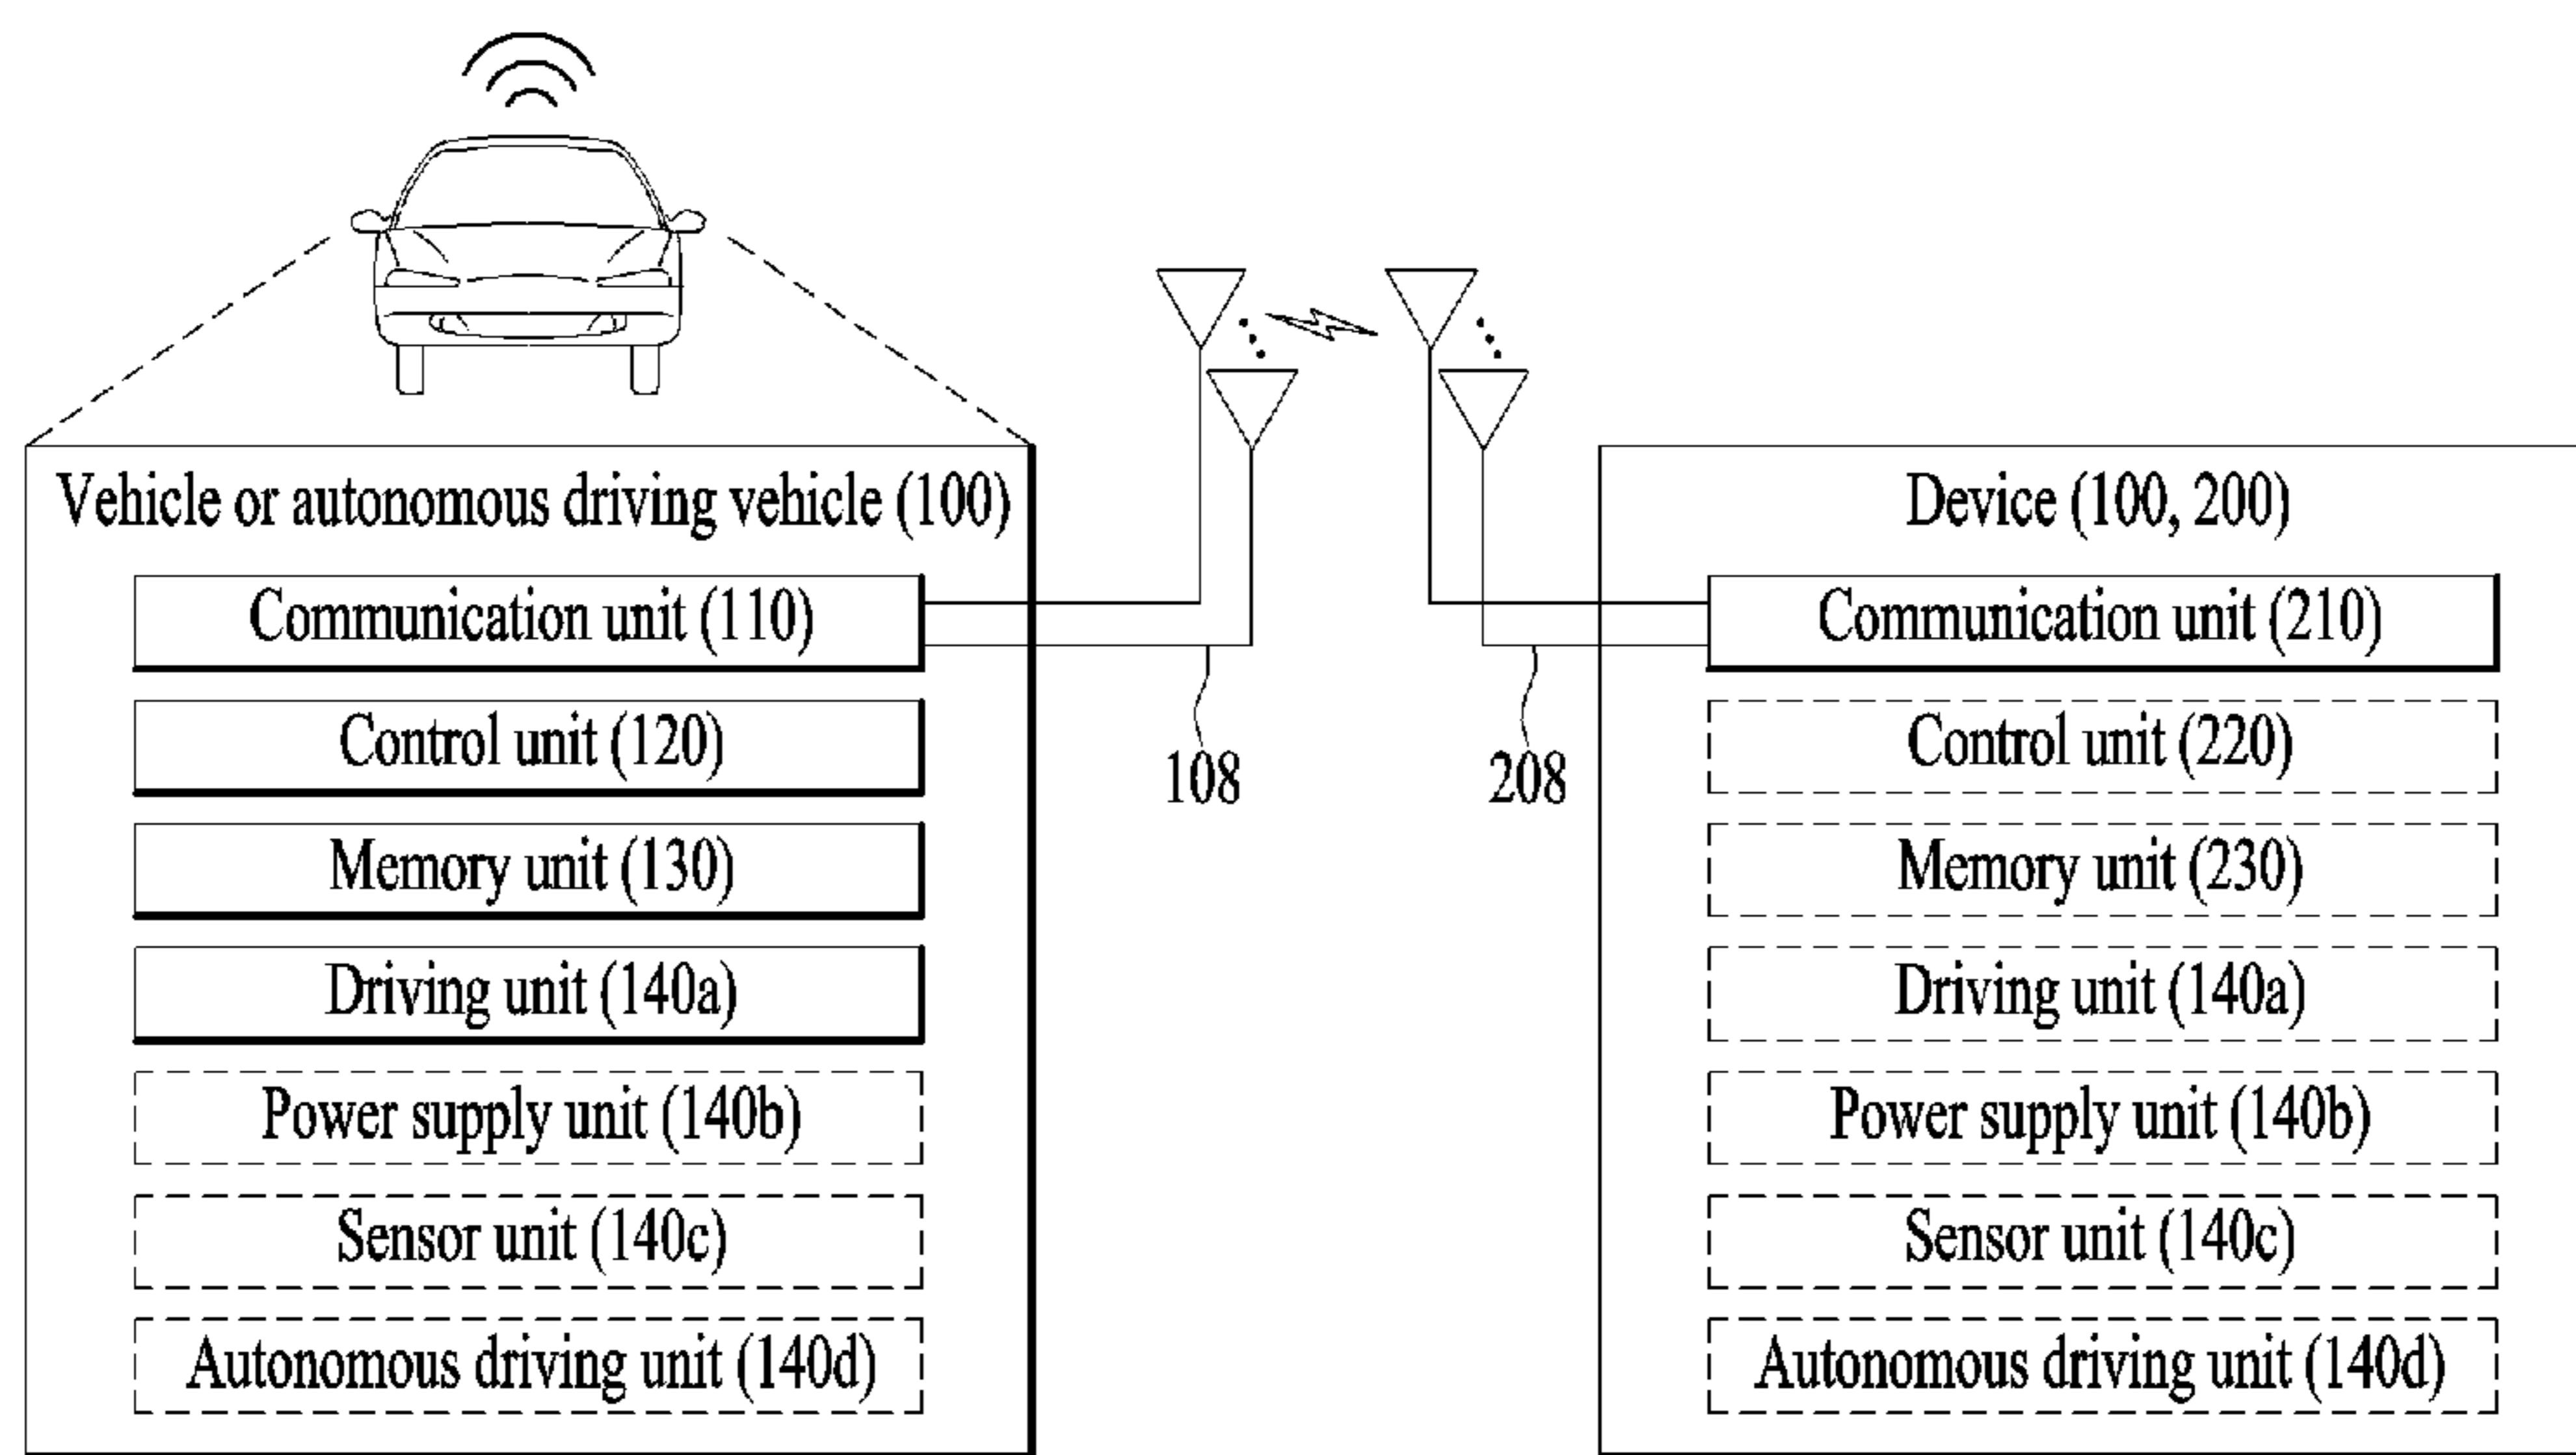 Vehicle or autonomous driving vehicle (100)
Communication unit (110)
Control unit (120)
Memory unit (130)
Driving unit (140a)
Power supply unit (140b)
Sensor unit (140c)
Autonomous driving unit (140d)
108
208
Device (100, 200)
Communication unit (210)
Control unit (220)
Memory unit (230)
Driving unit (140a)
Power supply unit (140b)
Sensor unit (140c)
Autonomous driving unit (140d)